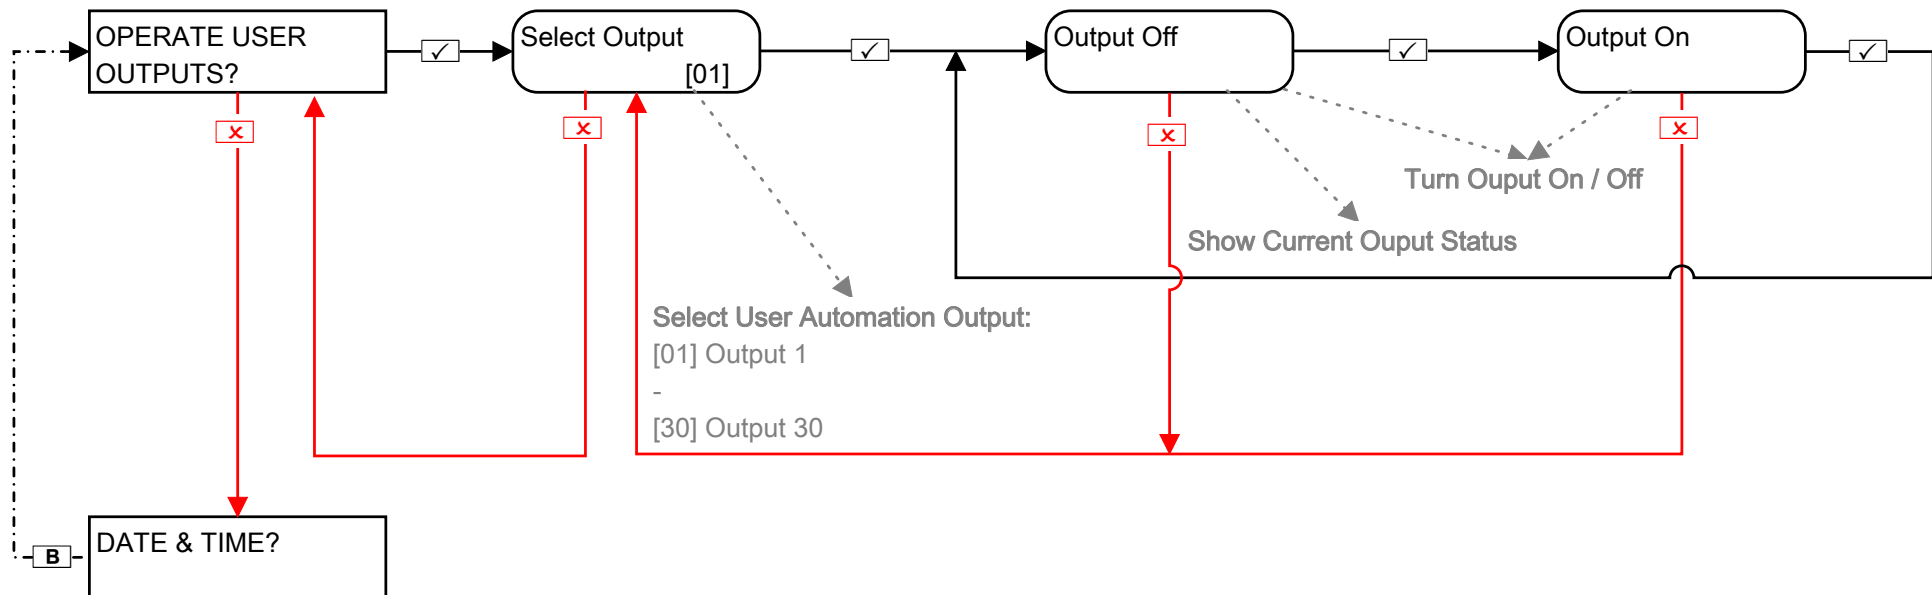 OPERATE USER
OUTPUTS?
✓
Select Output
[01]
✓
Output Off
✓
Output On
✓
x
x
x
x
Turn Ouput On / Off
Show Current Ouput Status
Select User Automation Output:
[01] Output 1
-
[30] Output 30
B
DATE & TIME?